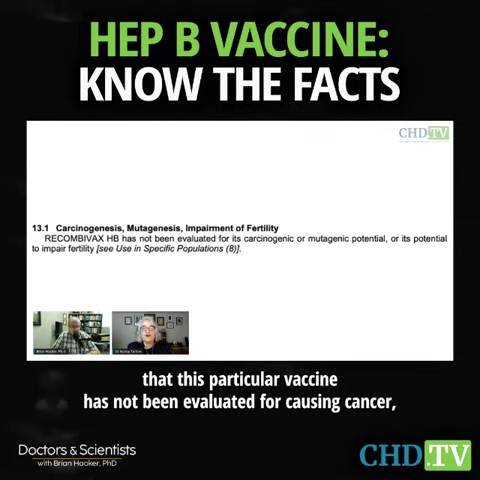 HEP B VACCINE:
KNOW THE FACTS
CHD.TV
13.1 Carcinogenesis, Mutagenesis, Impairment of Fertility
RECOMBIVAX HB has not been evaluated for its carcinogenic or mutagenic potential, or its potential
to impair fertility [see Use in Specific Populations (8)].
that this particular vaccine
has not been evaluated for causing cancer,
Doctors & Scientists
with Brian Hooker, PhD
CHD.TV